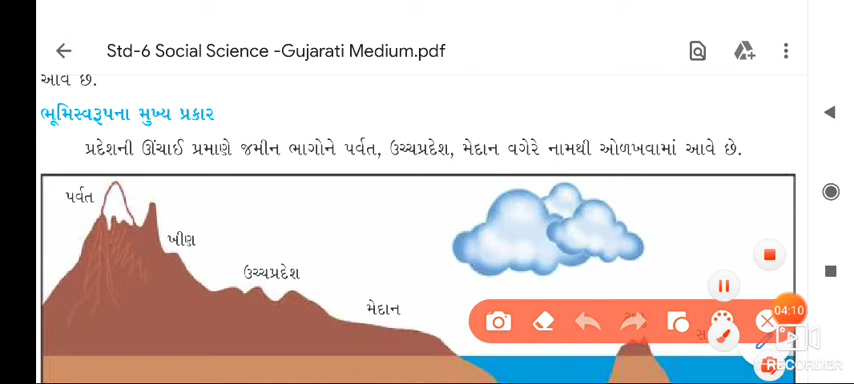 Std-6 Social Science -Gujarati Medium.pdf
આવે છે.
ભૂમિસ્વરૂપના મુખ્ય પ્રકાર
પ્રદેશની ઊંચાઈ પ્રમાણે જમીન ભાગોને પર્વત, ઉચ્ચપ્રદેશ, મેદાન વગેરે નામથી ઓળખવામાં આવે છે.
પર્વત
ખીણ
ઉચ્ચપ્રદેશ
મેદાન
04:10
RECORDER